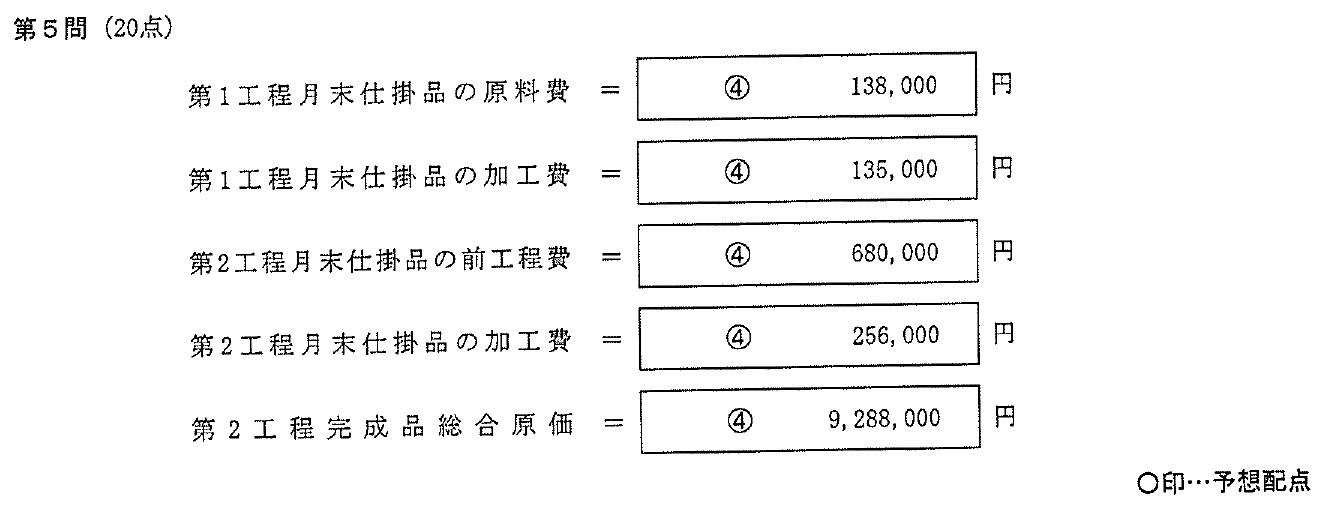 第5問 (20点)
第1工程月末仕掛品の原料費 = ④ 138,000 円
第1工程月末仕掛品の加工費 = ④ 135,000 円
第2工程月末仕掛品の前工程費 = ④ 680,000 円
第2工程月末仕掛品の加工費 = ④ 256,000 円
第2工程完成品総合原価 = ④ 9,288,000 円
○印…予想配点